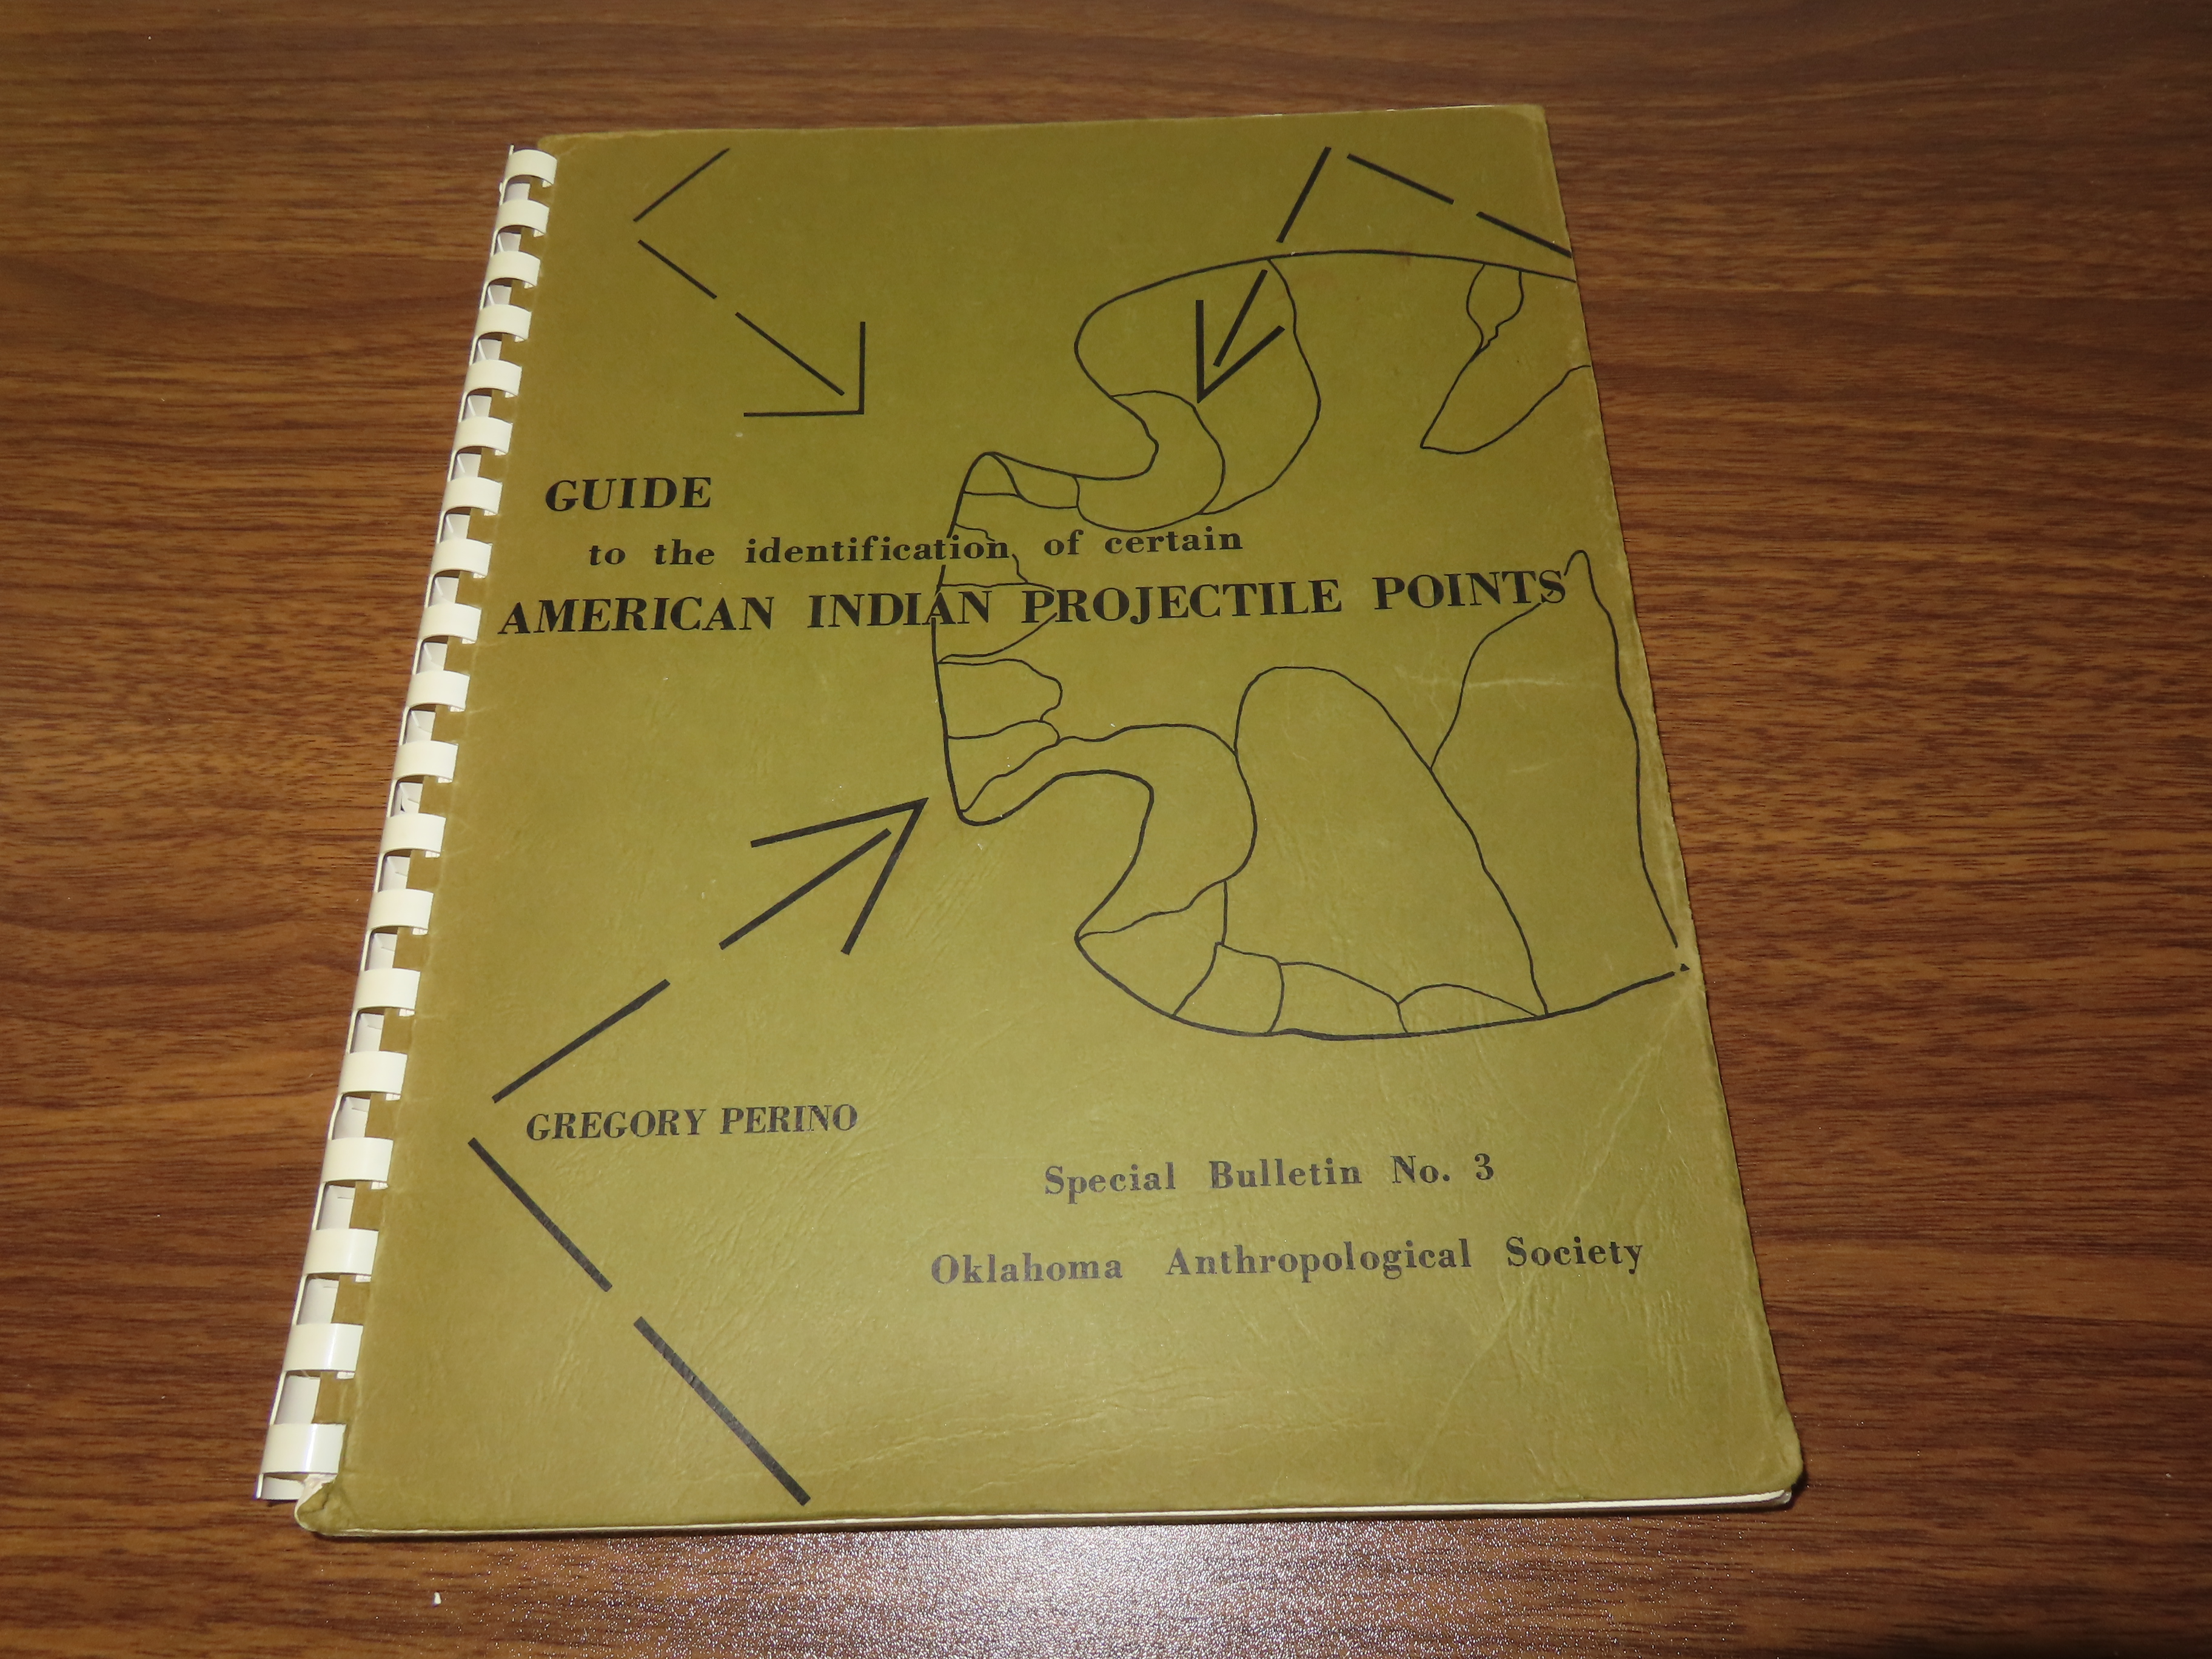 GUIDE
to the identification of certain
AMERICAN INDIAN PROJECTILE POINTS
GREGORY PERINO
Special Bulletin No. 3
Oklahoma Anthropological Society